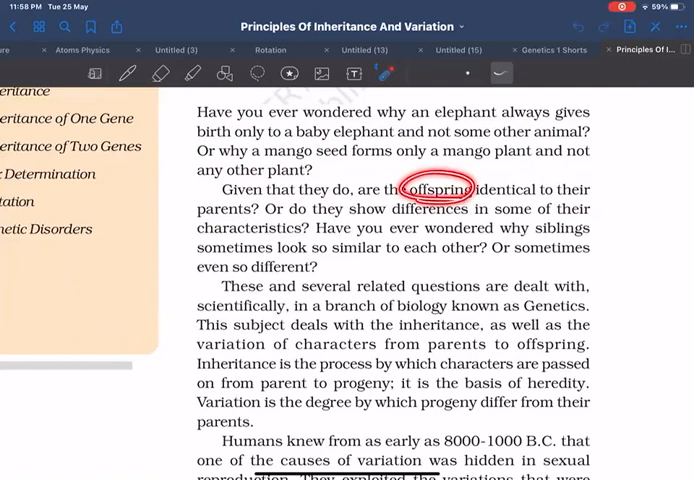 11:58 PM Tue 25 May
59%
Principles Of Inheritance And Variation
ure
Atoms Physics
Untitled (3)
Rotation
Untitled (13)
Untitled (15)
Genetics 1 Shorts
Principles Of I...
eritance
eritance of One Gene
eritance of Two Genes
Determination
tation
netic Disorders
Have you ever wondered why an elephant always gives
birth only to a baby elephant and not some other animal?
Or why a mango seed forms only a mango plant and not
any other plant?
Given that they do, are the offspring identical to their
parents? Or do they show differences in some of their
characteristics? Have you ever wondered why siblings
sometimes look so similar to each other? Or sometimes
even so different?
These and several related questions are dealt with,
scientifically, in a branch of biology known as Genetics.
This subject deals with the inheritance, as well as the
variation of characters from parents to offspring.
Inheritance is the process by which characters are passed
on from parent to progeny; it is the basis of heredity.
Variation is the degree by which progeny differ from their
parents.
Humans knew from as early as 8000-1000 B.C. that
one of the causes of variation was hidden in sexual
reproduction. They exploited the variations that were